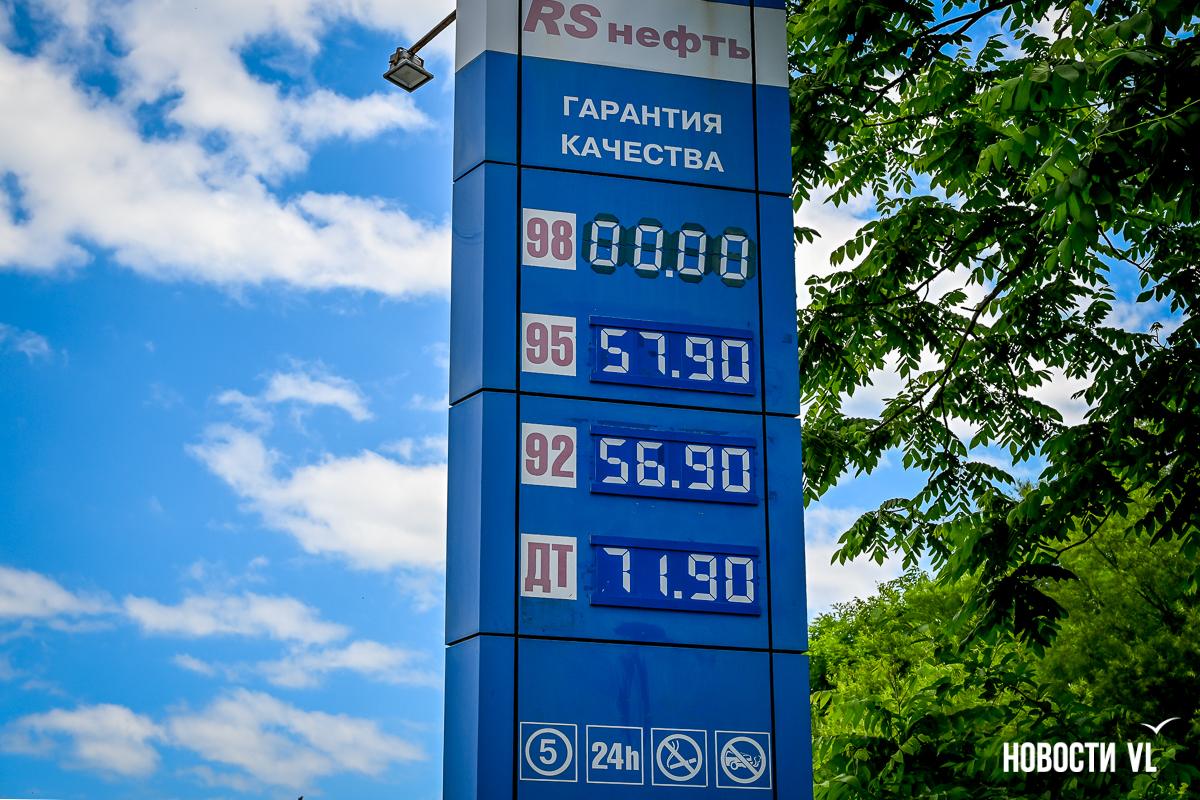 RS нефть
ГАРАНТИЯ
КАЧЕСТВА
98 00.00
95 57.90
92 56.90
ДТ 71.90
5 24h
НОВОСТИ VL